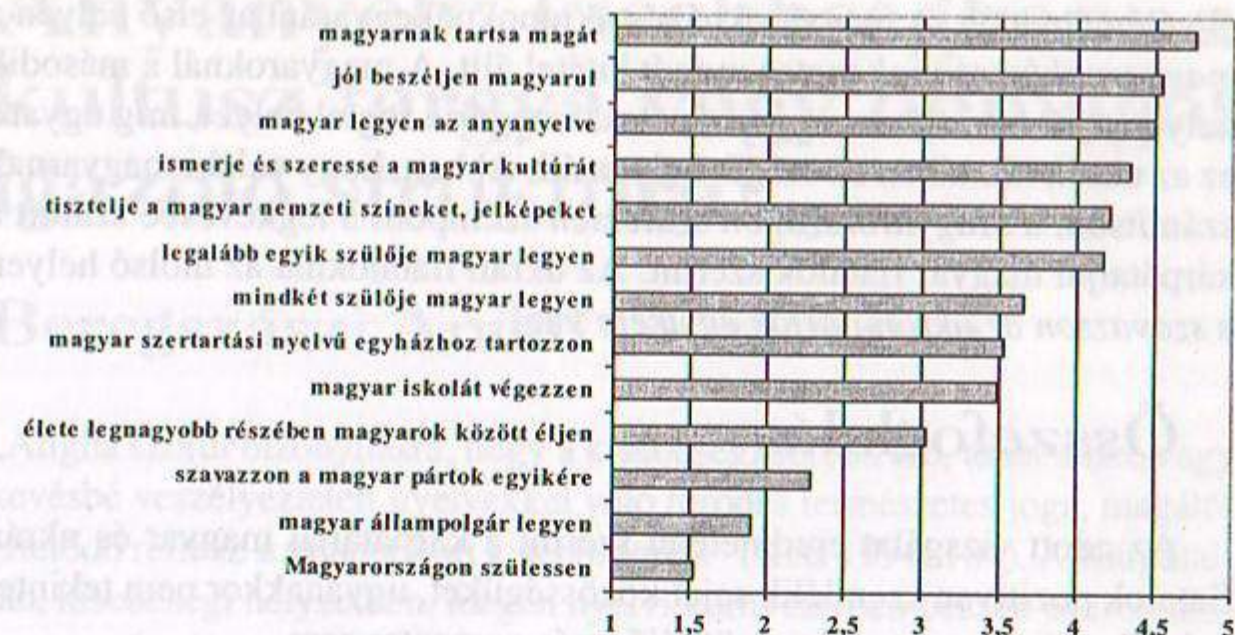 magyarnak tartsa magát
jól beszéljen magyarul
magyar legyen az anyanyelve
ismerje és szeresse a magyar kultúrát
tisztelje a magyar nemzeti színeket, jelképeket
legalább egyik szülője magyar legyen
mindkét szülője magyar legyen
magyar szertartási nyelvű egyházhoz tartozzon
magyar iskolát végezzen
élete legnagyobb részében magyarok között éljen
szavazzon a magyar pártok egyikére
magyar állampolgár legyen
Magyarországon szülessen
1 1,5 2 2,5 3 3,5 4 4,5 5